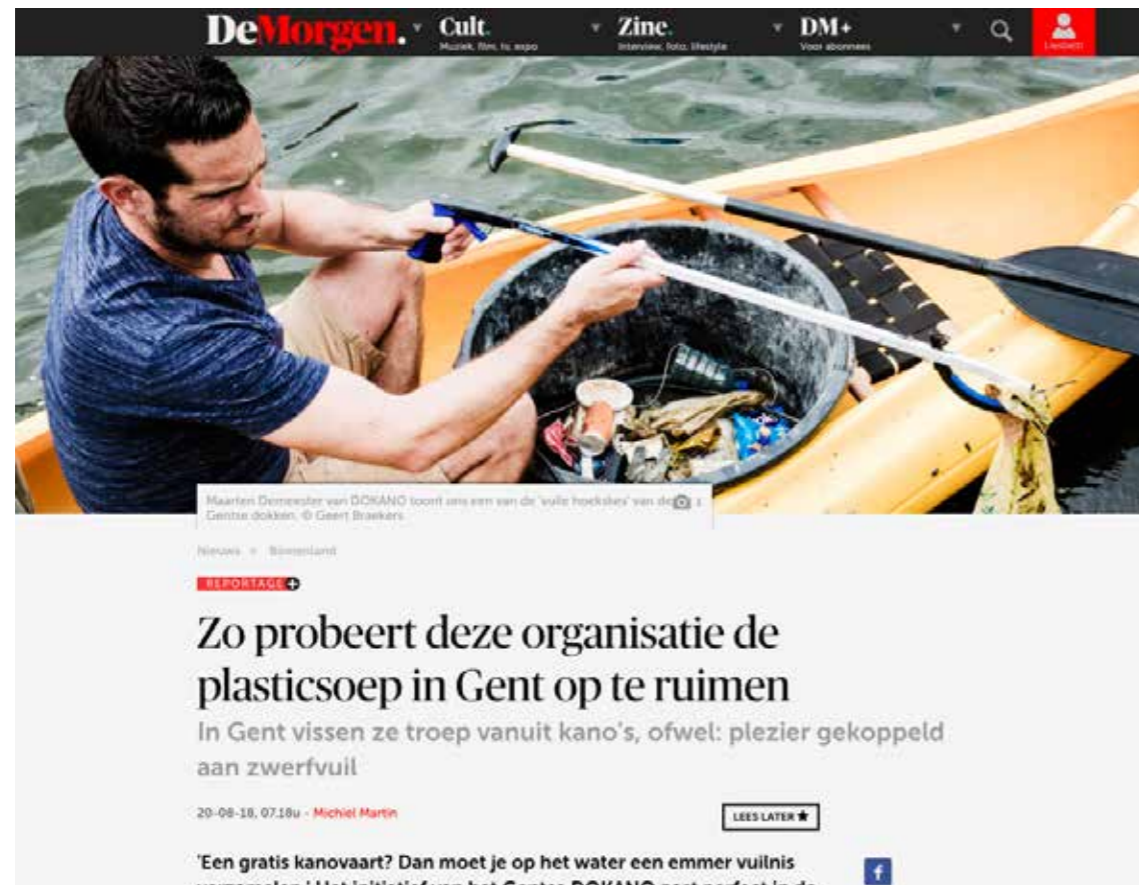 DeMorgen.
Cult.
Muziek, film, tv, expo
Zine.
Interview, foto, lifestyle
DM+
Voor abonnees
Maarten Demeester van DOKANO toont ons een van de 'vuile hoekskes' van de
Gentse dokken. © Geert Braekers
Nieuws
Binnenland
REPORTAGE
Zo probeert deze organisatie de
plasticsoep in Gent op te ruimen
In Gent vissen ze troep vanuit kano's, ofwel: plezier gekoppeld
aan zwerfvuil
20-08-18, 07.18u - Michiel Martin
LEES LATER
'Een gratis kanovaart? Dan moet je op het water een emmer vuilnis
f